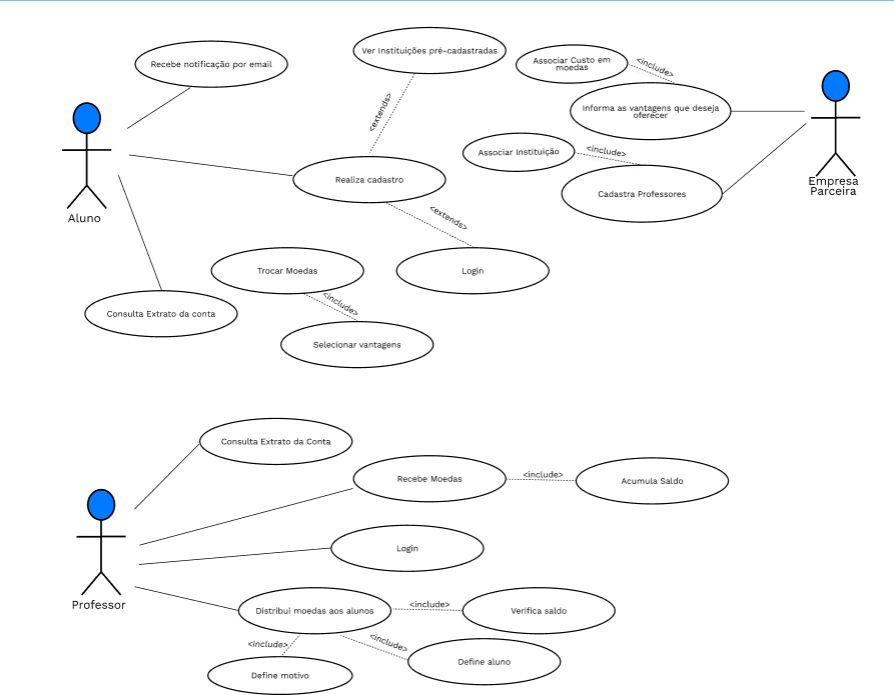 Recebe notificação por email
Ver Instituições pré-cadastradas
Associar Custo em
moedas
<include>
Informa as vantagens que deseja
oferecer
<extends>
Aluno
Realiza cadastro
Associar Instituição
<include>
Cadastra Professores
Empresa
Parceira
<extends>
Trocar Moedas
Login
<include>
Consulta Extrato da conta
Selecionar vantagens
Consulta Extrato da Conta
Recebe Moedas
<include>
Acumula Saldo
Login
Professor
Distribui moedas aos alunos
<include>
Verifica saldo
<include>
<include>
Define aluno
Define motivo